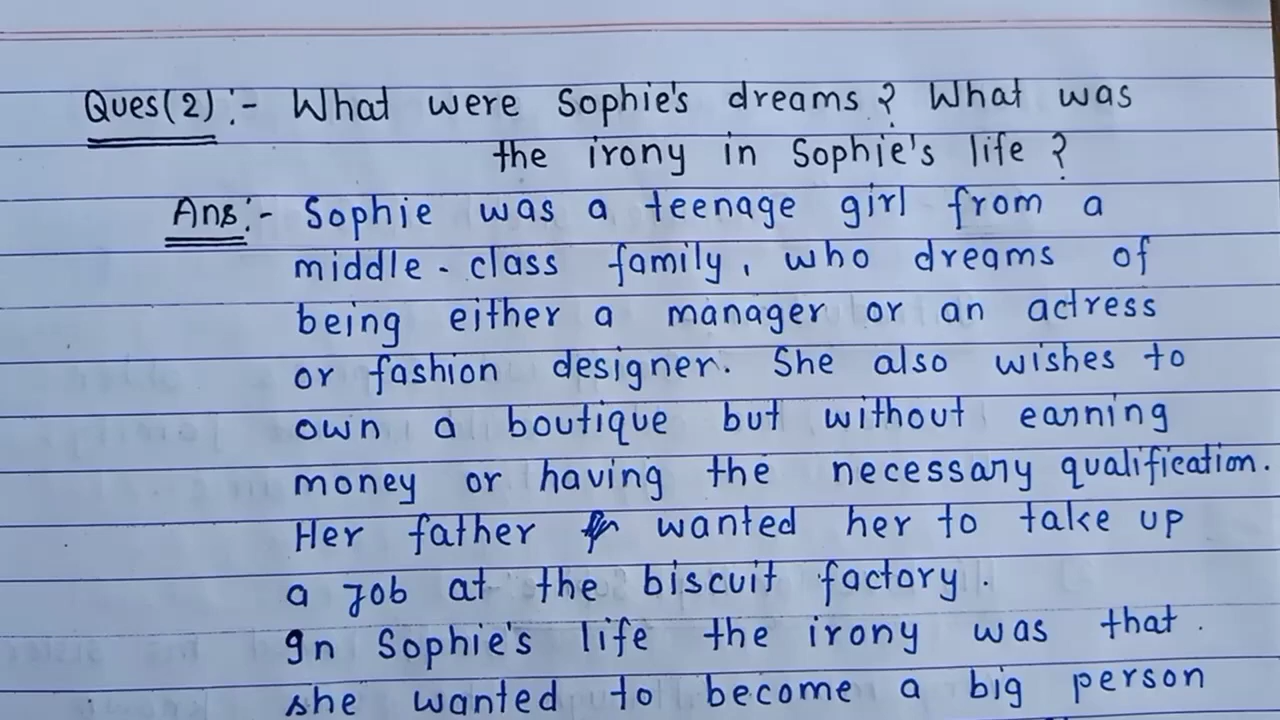 Ques(2):- What were Sophie's dreams? What was
the irony in Sophie's life?
Ans:- Sophie was a teenage girl from a
middle-class family, who dreams of
being either a manager or an actress
or fashion designer. She also wishes to
own a boutique but without earning
money or having the necessary qualification.
Her father wanted her to take up
a job at the biscuit factory.
In Sophie's life the irony was that
she wanted to become a big person